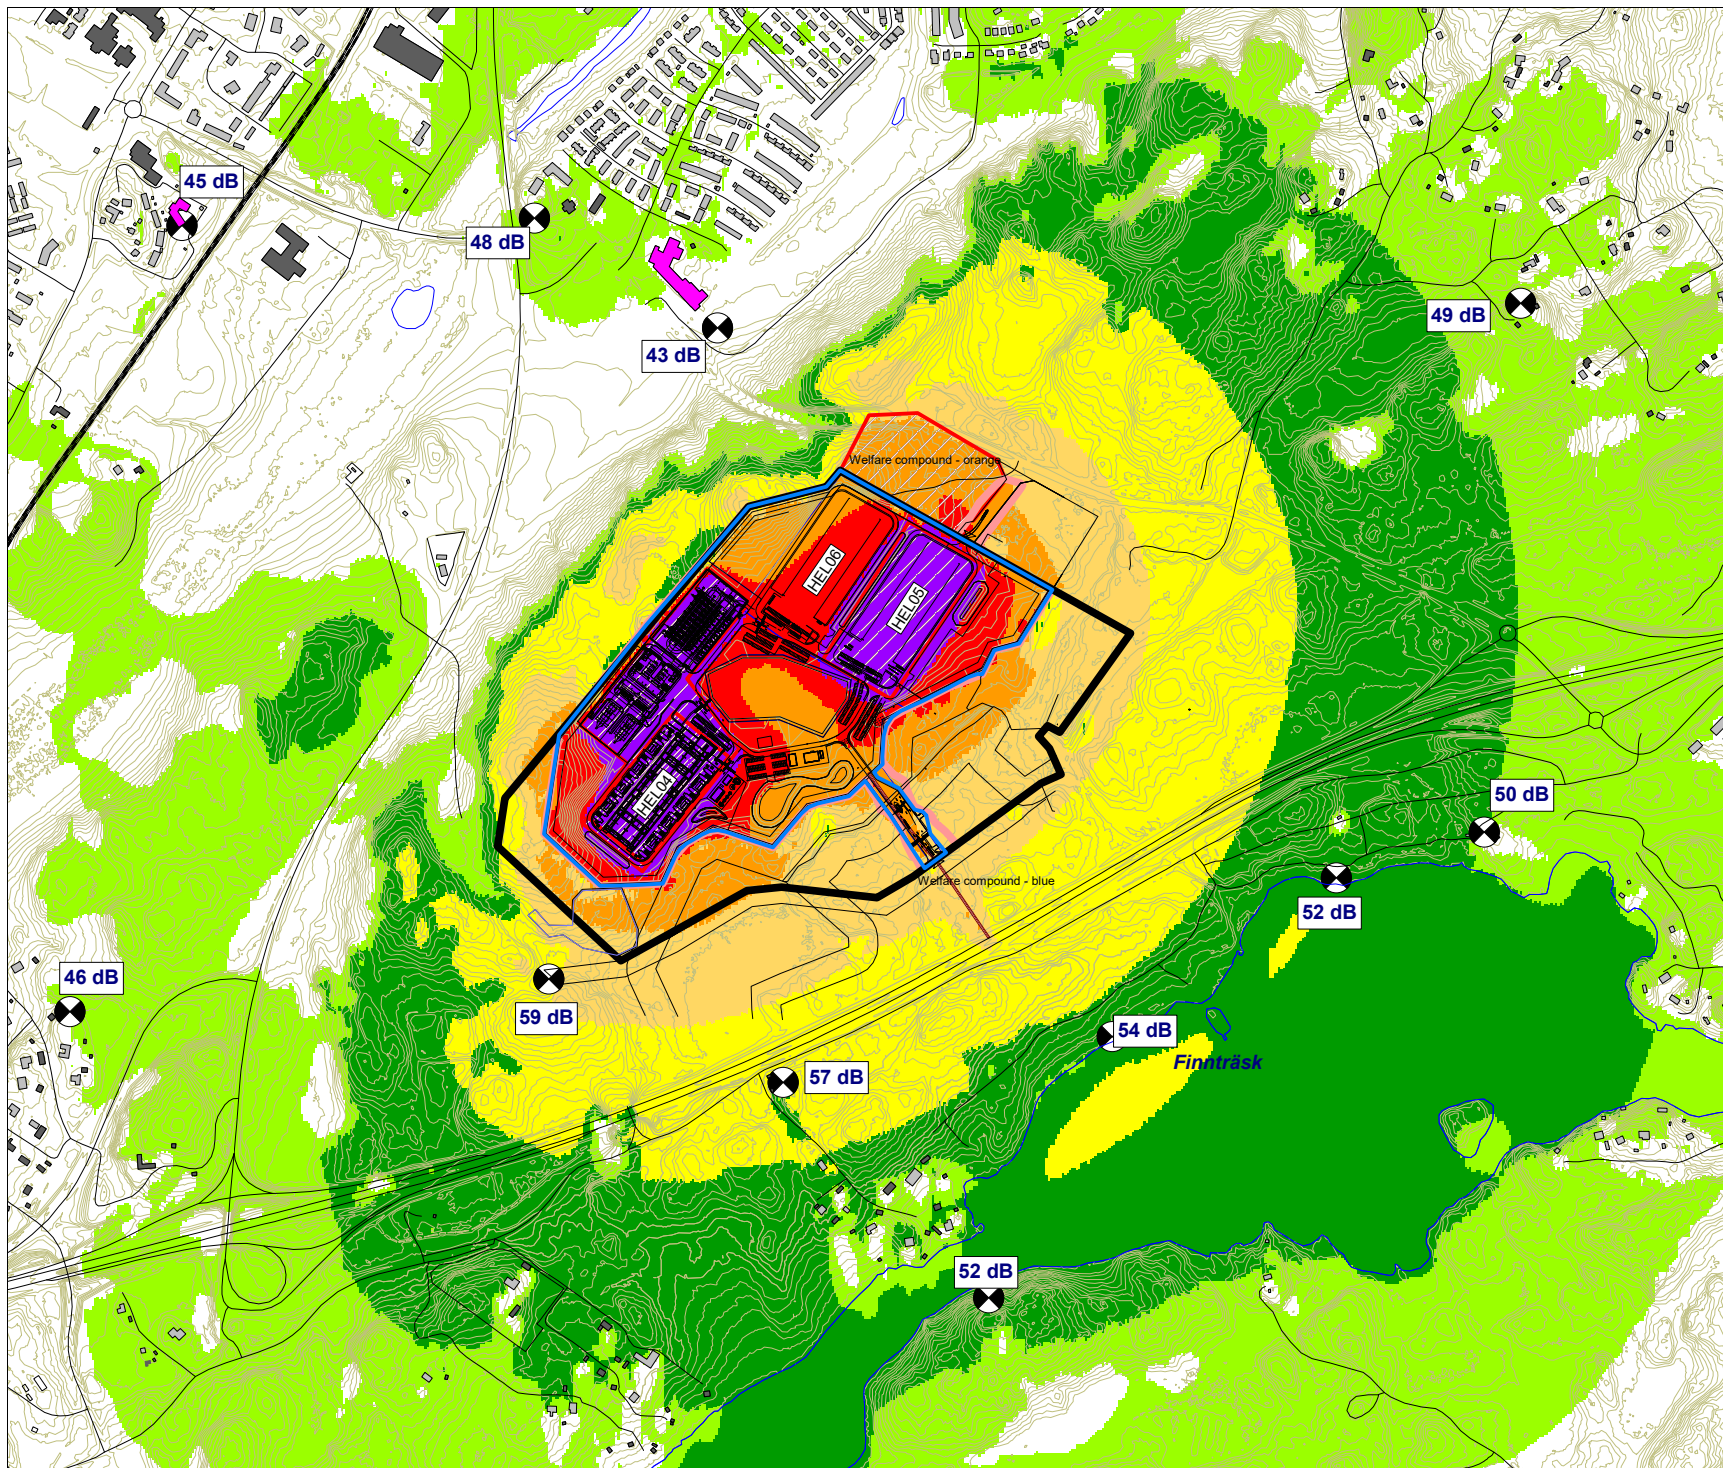 45 dB
48 dB
49 dB
43 dB
Welfare compound - orange
HEL06
HEL05
HEL04
50 dB
Welfare compound - blue
52 dB
46 dB
59 dB
54 dB
Finnträsk
57 dB
52 dB